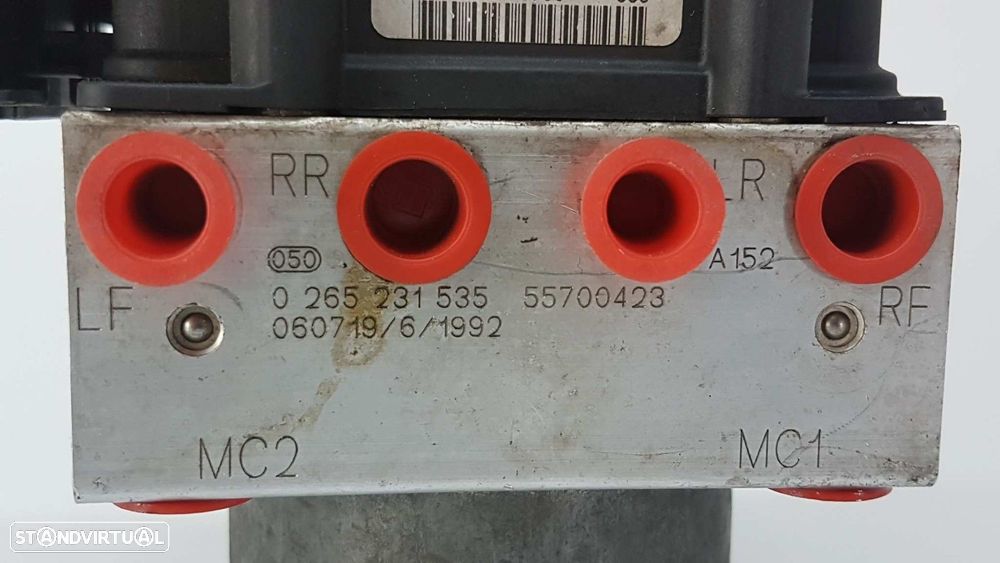 RR
LR
050
A152
LF
0 265 231 535 55700423
RF
060719/6/1992
MC2
MC1
STANDVIRTUAL